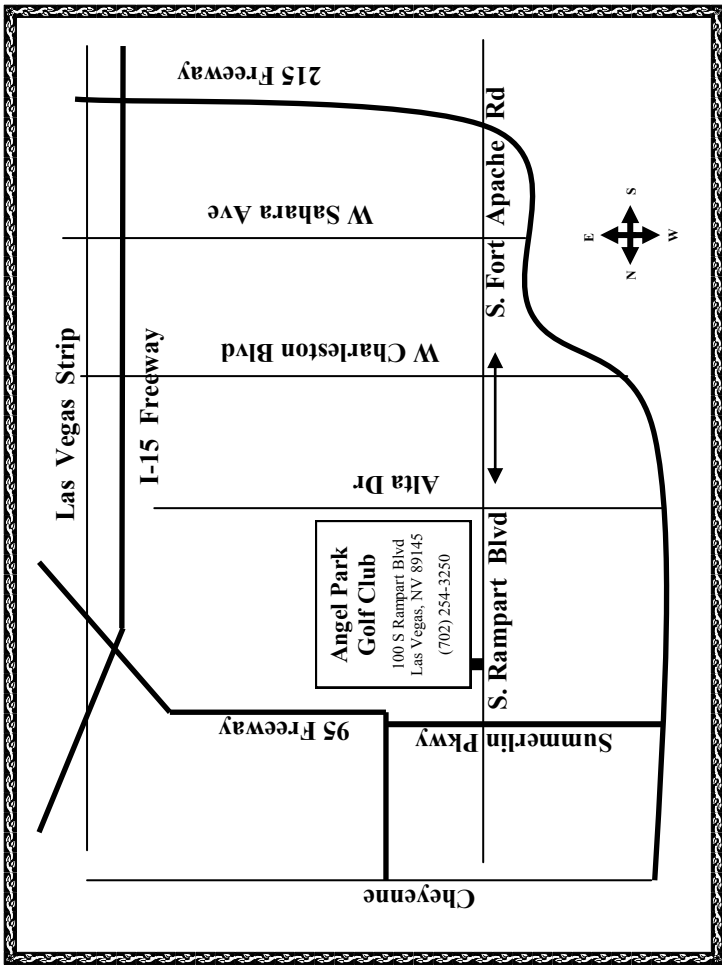 215 Freeway
W Sahara Ave
S. Fort Apache Rd
Las Vegas Strip
I-15 Freeway
W Charleston Blvd
Alta Dr
Angel Park
Golf Club
100 S Rampart Blvd
Las Vegas, NV 89145
(702) 254-3250
S. Rampart Blvd
95 Freeway
Summerlin Pkwy
Cheyenne
E
N
S
W